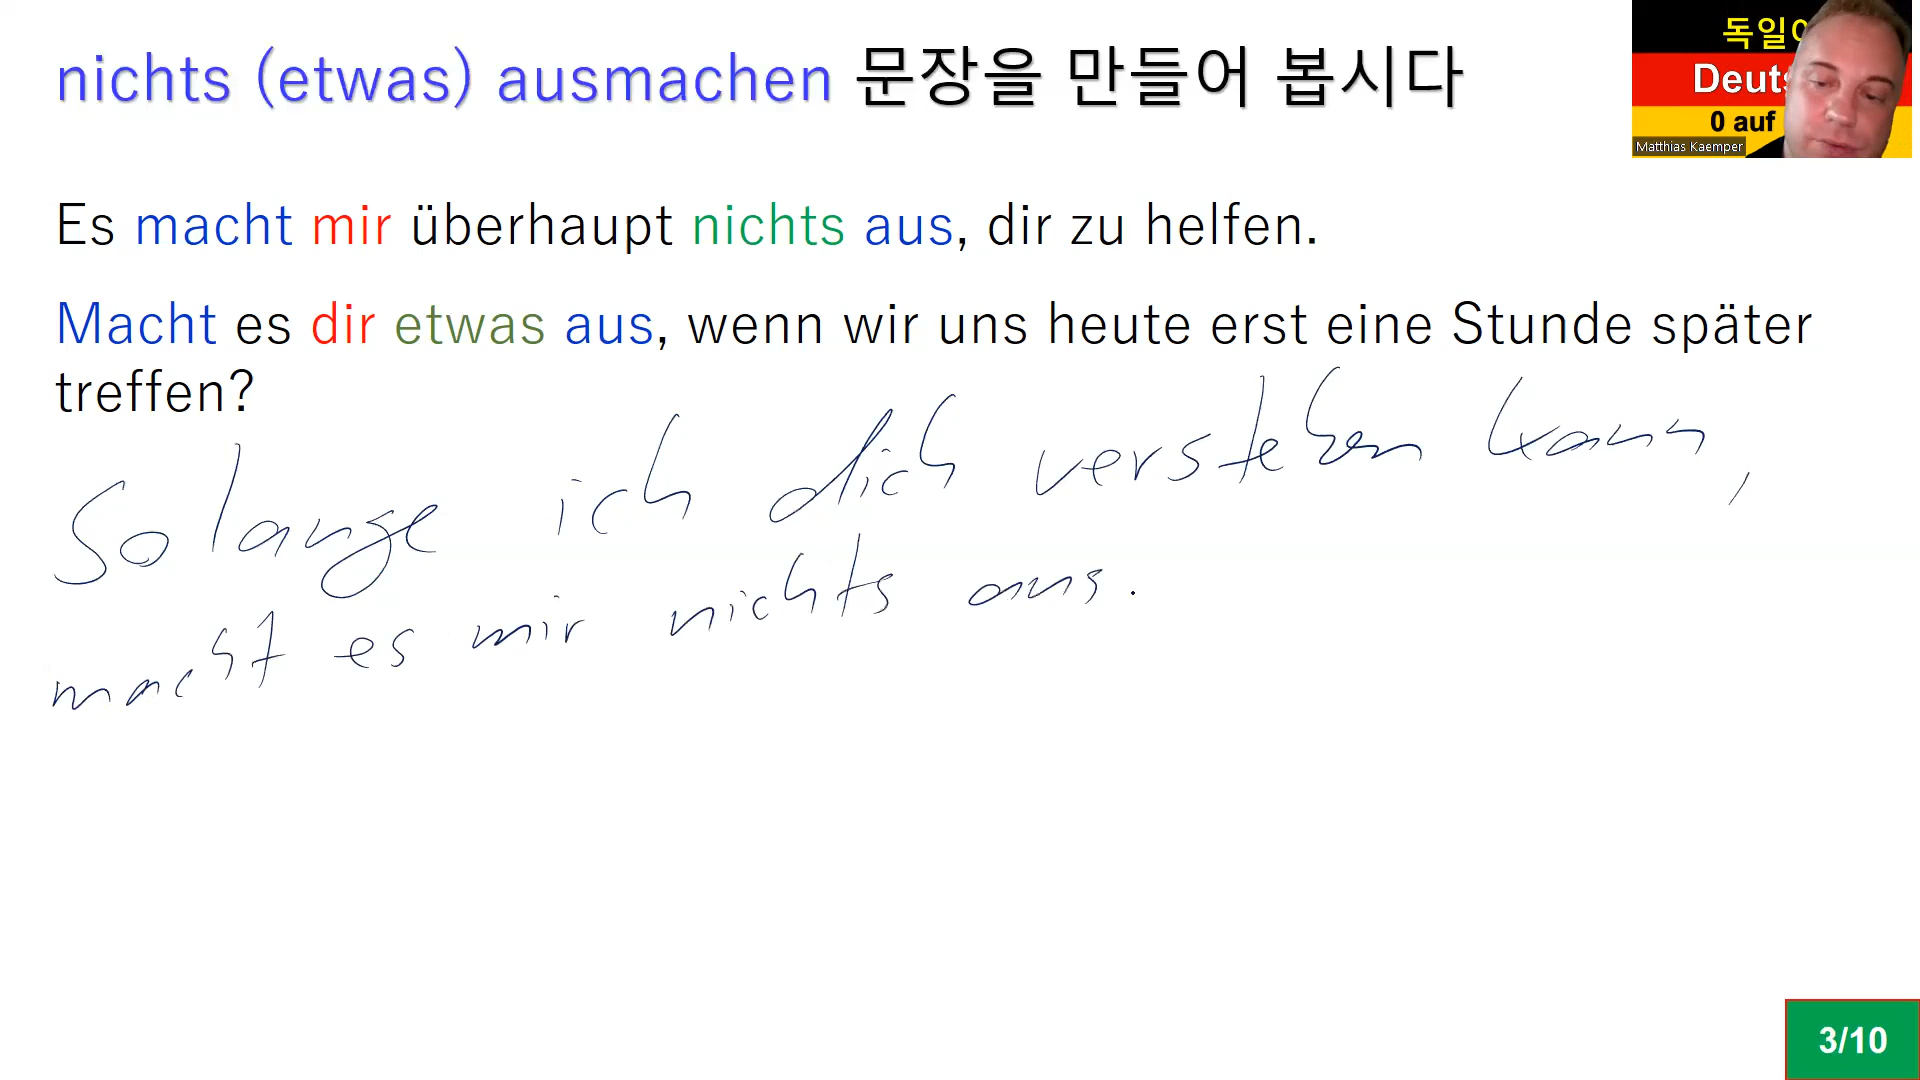 nichts (etwas) ausmachen 문장을 만들어 봅시다
독일어
Deuts
0 auf
Matthias Kaemper
Es macht mir überhaupt nichts aus, dir zu helfen.
Macht es dir etwas aus, wenn wir uns heute erst eine Stunde später
treffen?
Solange ich dich verstehen kann,
macht es mir nichts aus.
3/10